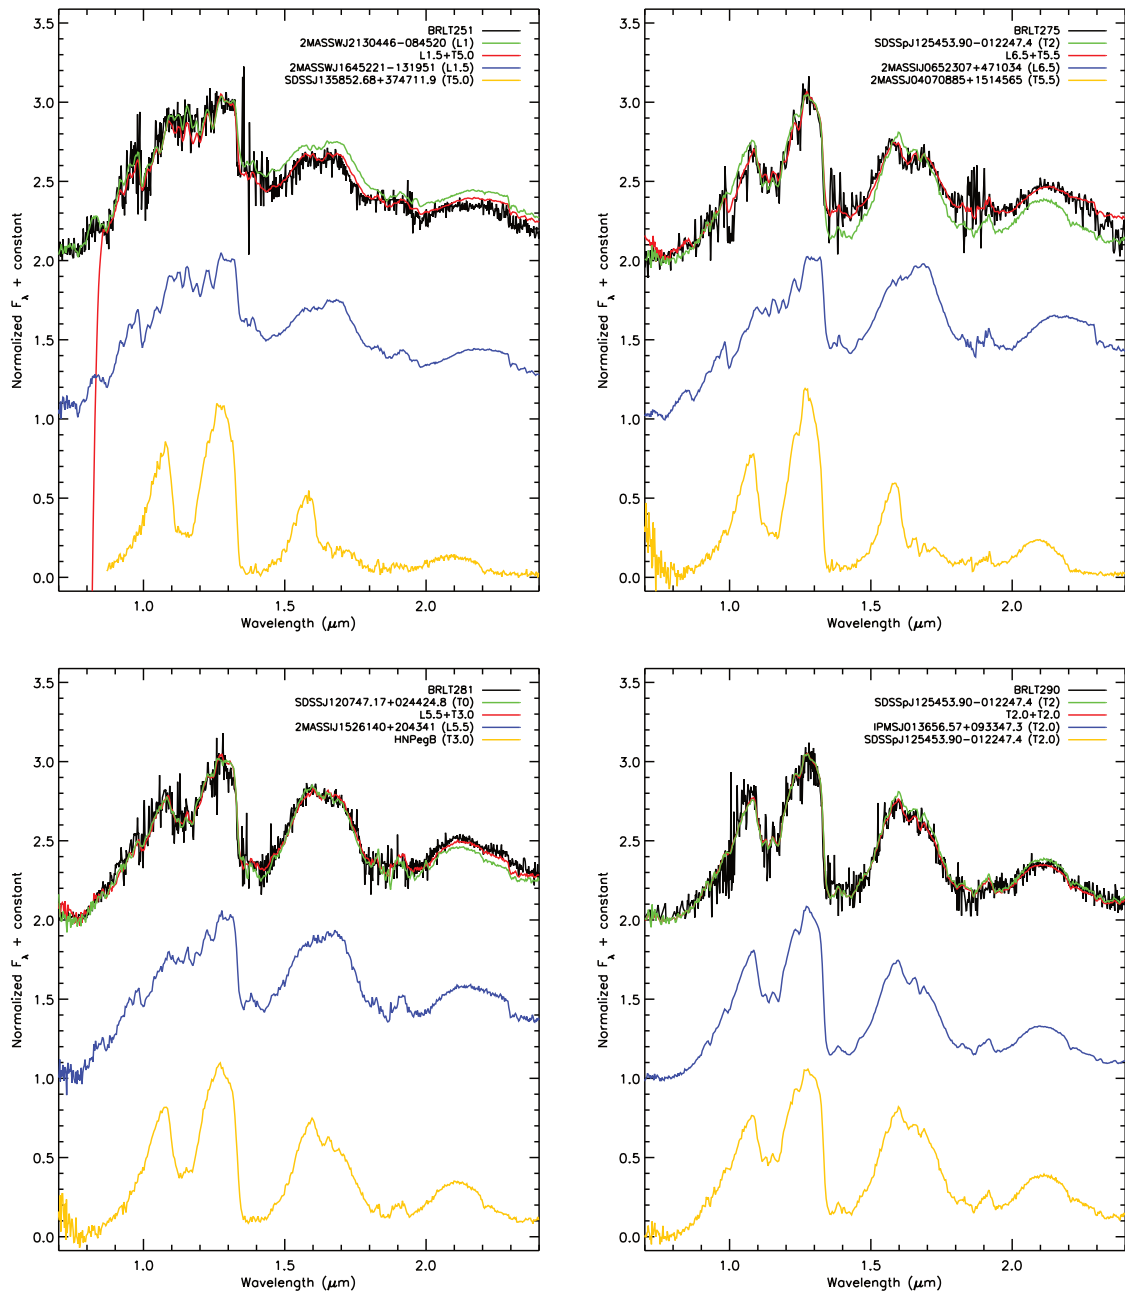 BRLT251
2MASSWJ2130446−084520 (L1)
L1.5+T5.0
2MASSWJ1645221−131951 (L1.5)
SDSSJ135852.68+374711.9 (T5.0)
3.5
3.0
2.5
2.0
1.5
1.0
0.5
0.0
Normalized Fλ + constant
1.0 1.5 2.0
Wavelength (μm)
BRLT275
SDSSpJ125453.90−012247.4 (T2)
L6.5+T5.5
2MASSIJ0652307+471034 (L6.5)
2MASSJ04070885+1514565 (T5.5)
3.5
3.0
2.5
2.0
1.5
1.0
0.5
0.0
Normalized Fλ + constant
1.0 1.5 2.0
Wavelength (μm)
BRLT281
SDSSJ120747.17+024424.8 (T0)
L5.5+T3.0
2MASSIJ1526140+204341 (L5.5)
HNPegB (T3.0)
3.5
3.0
2.5
2.0
1.5
1.0
0.5
0.0
Normalized Fλ + constant
1.0 1.5 2.0
Wavelength (μm)
BRLT290
SDSSpJ125453.90−012247.4 (T2)
T2.0+T2.0
IPMSJ013656.57+093347.3 (T2.0)
SDSSpJ125453.90−012247.4 (T2.0)
3.5
3.0
2.5
2.0
1.5
1.0
0.5
0.0
Normalized Fλ + constant
1.0 1.5 2.0
Wavelength (μm)